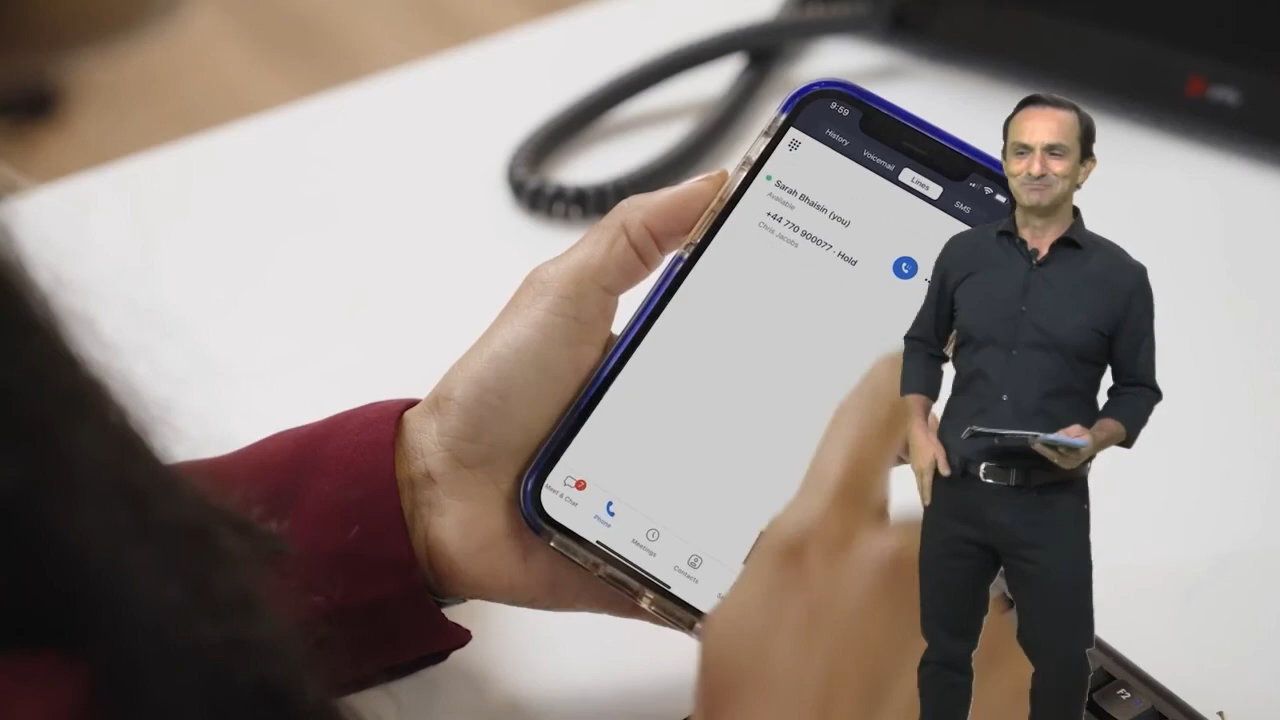 9:59
History
Voicemail
Lines
SMS
Sarah Bhaisin (you)
Available
+44 770 900077 · Hold
Chris Jacobs
7
Meet & Chat
Phone
Meetings
Contacts
F2